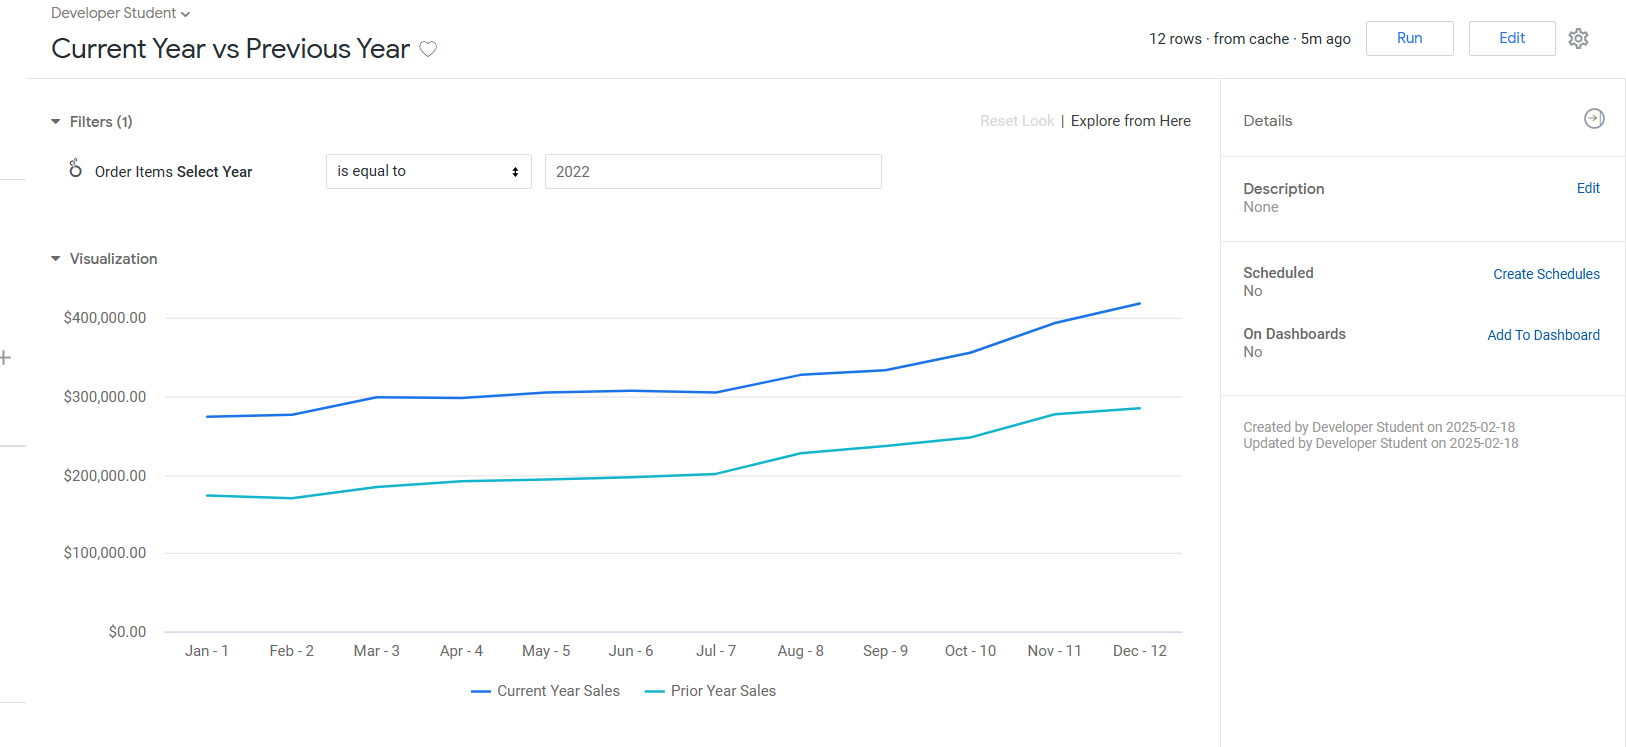 Developer Student
Current Year vs Previous Year
12 rows · from cache · 5m ago
Run
Edit
Filters (1)
Reset Look | Explore from Here
Order Items Select Year
is equal to
2022
Visualization
$400,000.00
$300,000.00
$200,000.00
$100,000.00
$0.00
Jan - 1 Feb - 2 Mar - 3 Apr - 4 May - 5 Jun - 6 Jul - 7 Aug - 8 Sep - 9 Oct - 10 Nov - 11 Dec - 12
Current Year Sales Prior Year Sales
Details
Description Edit
None
Scheduled Create Schedules
No
On Dashboards Add To Dashboard
No
Created by Developer Student on 2025-02-18
Updated by Developer Student on 2025-02-18